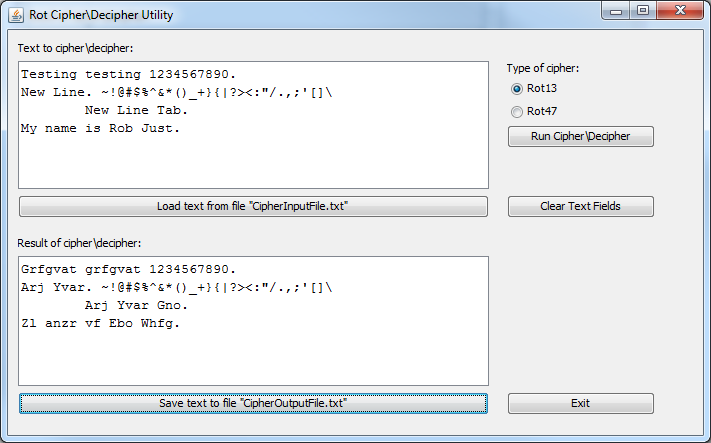 Rot Cipher\Decipher Utility
Text to cipher\decipher:
Testing testing 1234567890.
New Line. ~!@#$%^&*()_+}{|?><:"/.,;'[]\
New Line Tab.
My name is Rob Just.
Type of cipher:
Rot13
Rot47
Run Cipher\Decipher
Load text from file "CipherInputFile.txt"
Clear Text Fields
Result of cipher\decipher:
Grfgvat grfgvat 1234567890.
Arj Yvar. ~!@#$%^&*()_+}{|?><:"/.,;'[]\
Arj Yvar Gno.
Zl anzr vf Ebo Whfg.
Save text to file "CipherOutputFile.txt"
Exit